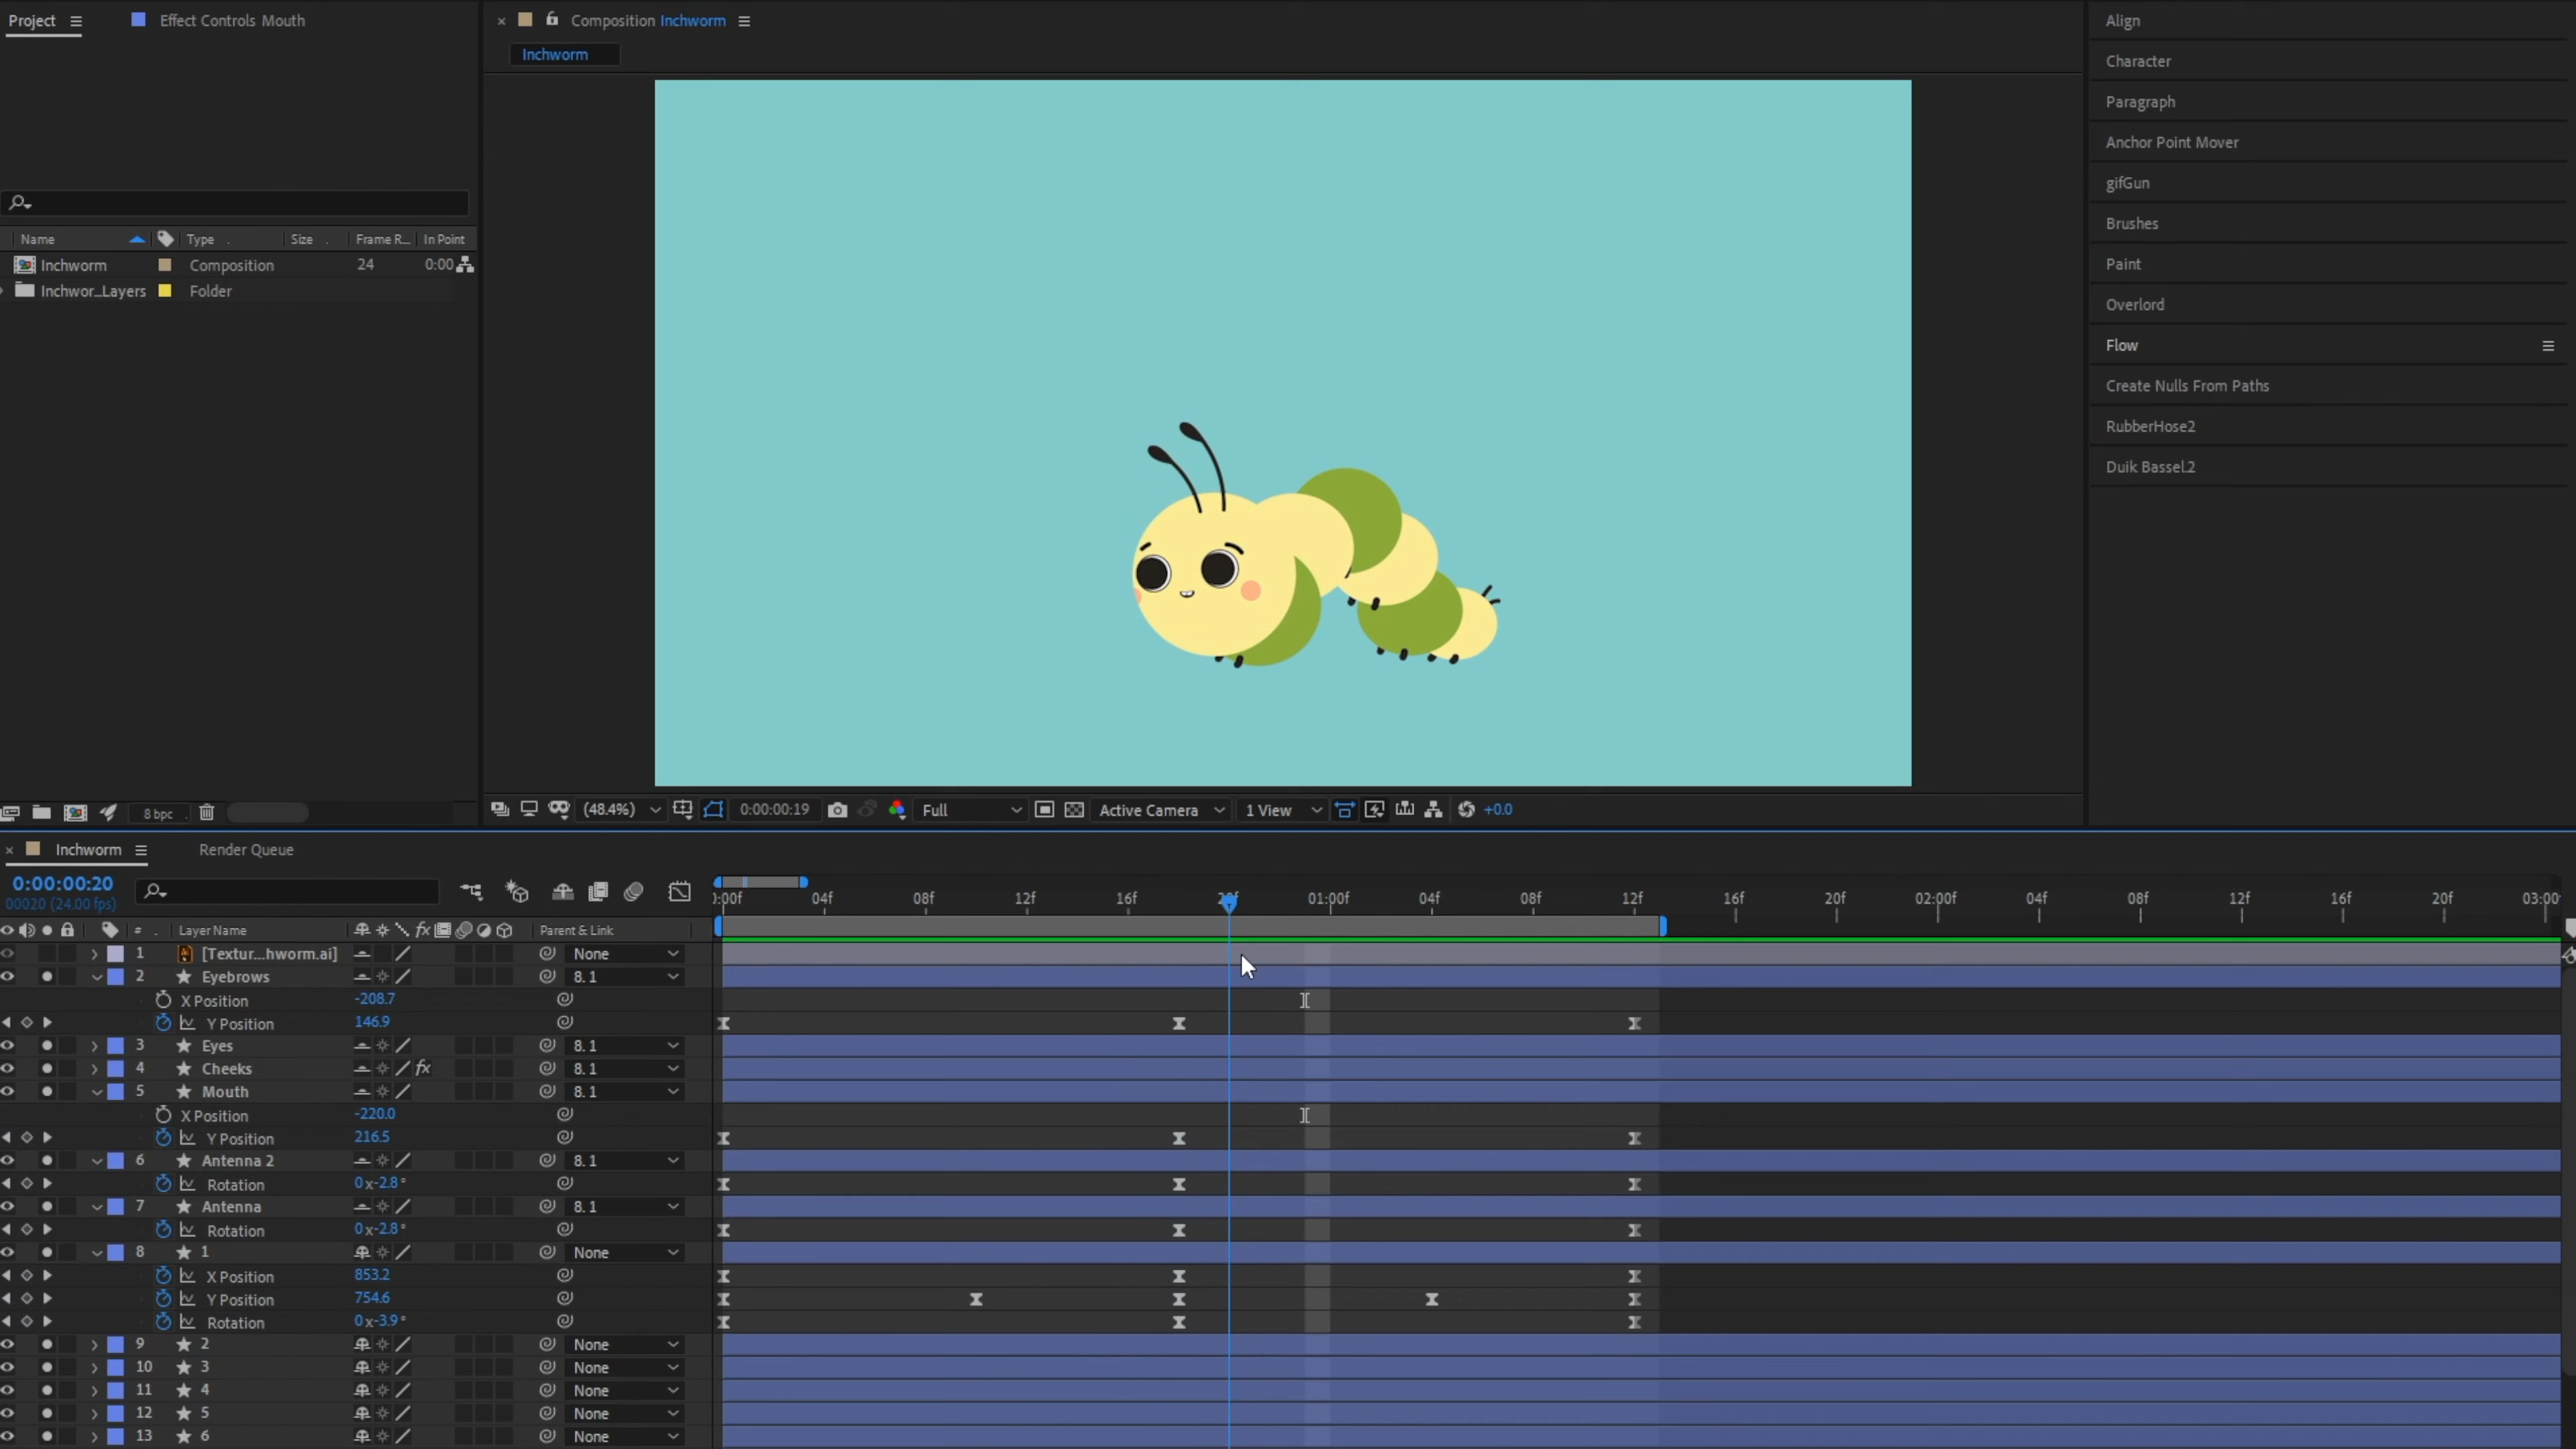 Project
Effect Controls Mouth
Composition Inchworm
Inchworm
Align
Character
Paragraph
Anchor Point Mover
gifGun
Brushes
Paint
Overlord
Flow
Create Nulls From Paths
RubberHose2
Duik Bassel.2
Name Type Size Frame R... In Point
Inchworm Composition 24 0:00
Inchwor...Layers Folder
8 bpc
(48.4%) 0:00:00:19 Full Active Camera 1 View +0.0
Inchworm Render Queue
0:00:00:20
00020 (24.00 fps)
0:00f 04f 08f 12f 16f 20f 01:00f 04f 08f 12f 16f 20f 02:00f 04f 08f 12f 16f 20f 03:00
# Layer Name fx Parent & Link
1 [Textur...hworm.ai] None
2 Eyebrows 8. 1
X Position -208.7
Y Position 146.9
3 Eyes 8. 1
4 Cheeks fx 8. 1
5 Mouth 8. 1
X Position -220.0
Y Position 216.5
6 Antenna 2 8. 1
Rotation 0x-2.8°
7 Antenna 8. 1
Rotation 0x-2.8°
8 1 None
X Position 853.2
Y Position 754.6
Rotation 0x-3.9°
9 2 None
10 3 None
11 4 None
12 5 None
13 6 None